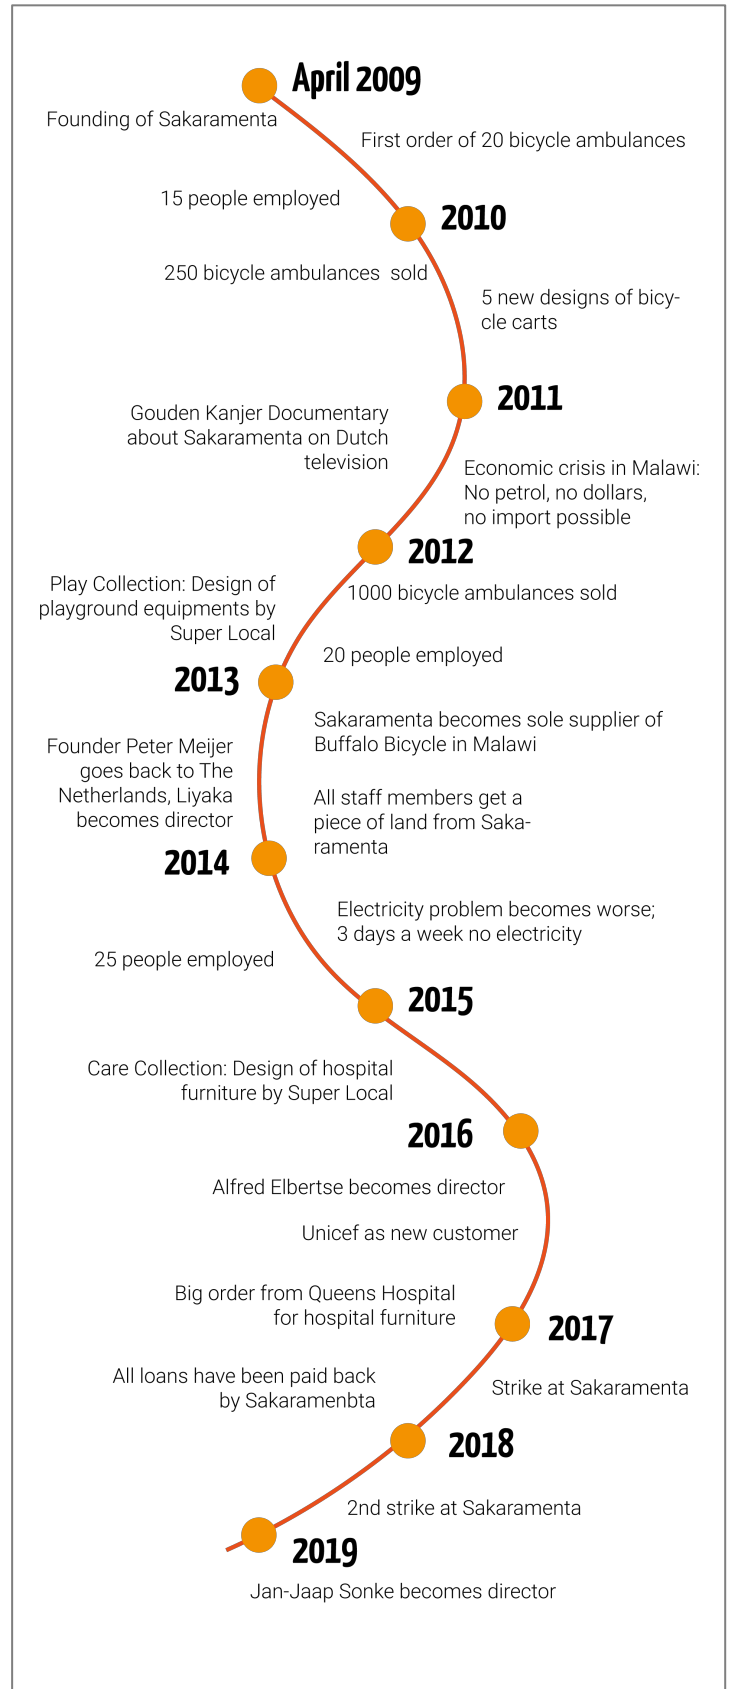 April 2009
Founding of Sakaramenta
First order of 20 bicycle ambulances
15 people employed
2010
250 bicycle ambulances sold
5 new designs of bicy-
cle carts
2011
Gouden Kanjer Documentary
about Sakaramenta on Dutch
television
Economic crisis in Malawi:
No petrol, no dollars,
no import possible
2012
Play Collection: Design of
playground equipments by
Super Local
1000 bicycle ambulances sold
20 people employed
2013
Sakaramenta becomes sole supplier of
Buffalo Bicycle in Malawi
Founder Peter Meijer
goes back to The
Netherlands, Liyaka
becomes director
All staff members get a
piece of land from Saka-
ramenta
2014
Electricity problem becomes worse;
3 days a week no electricity
25 people employed
2015
Care Collection: Design of hospital
furniture by Super Local
2016
Alfred Elbertse becomes director
Unicef as new customer
Big order from Queens Hospital
for hospital furniture
2017
All loans have been paid back
by Sakaramenbta
Strike at Sakaramenta
2018
2nd strike at Sakaramenta
2019
Jan-Jaap Sonke becomes director